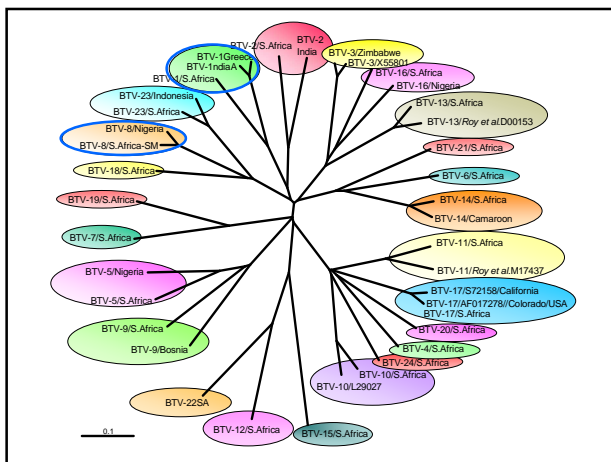 BTV-2/S.Africa
BTV-2
India
BTV-3/Zimbabwe
BTV-3/X55801
BTV-1Greece
BTV-1IndiaA
BTV-1/S.Africa
BTV-16/S.Africa
BTV-16/Nigeria
BTV-23/Indonesia
BTV-23/S.Africa
BTV-13/S.Africa
BTV-13/Roy et al.D00153
BTV-8/Nigeria
BTV-8/S.Africa-SM
BTV-21/S.Africa
BTV-18/S.Africa
BTV-6/S.Africa
BTV-19/S.Africa
BTV-14/S.Africa
BTV-14/Camaroon
BTV-7/S.Africa
BTV-11/S.Africa
BTV-11/Roy et al.M17437
BTV-5/Nigeria
BTV-5/S.Africa
BTV-17/S72158/California
BTV-17/AF017278//Colorado/USA
BTV-17/S.Africa
BTV-9/S.Africa
BTV-9/Bosnia
BTV-20/S.Africa
BTV-4/S.Africa
BTV-24/S.Africa
BTV-10/S.Africa
BTV-10/L29027
BTV-22SA
BTV-12/S.Africa
BTV-15/S.Africa
0.1